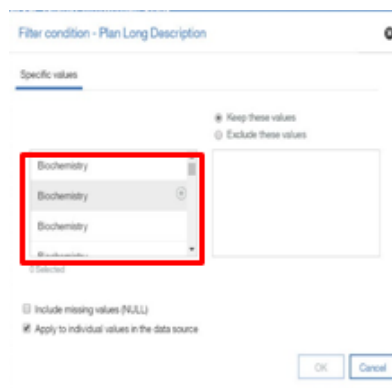 Filter condition - Plan Long Description
Specific values
Keep these values
Exclude these values
Biochemistry
Biochemistry
Biochemistry
Biochemistry
0 Selected
Include missing values (NULL)
Apply to individual values in the data source
OK
Cancel